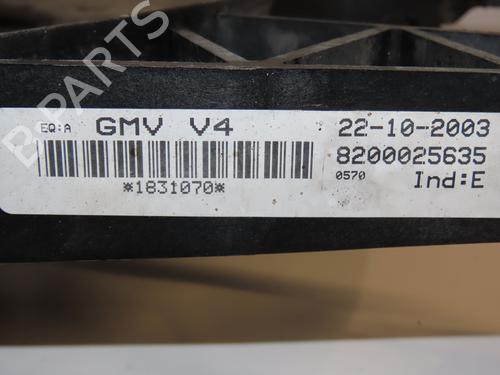 B-PARTS
EQ:A GMV V4 22-10-2003
8200025635
*1831070* 0570 Ind:E